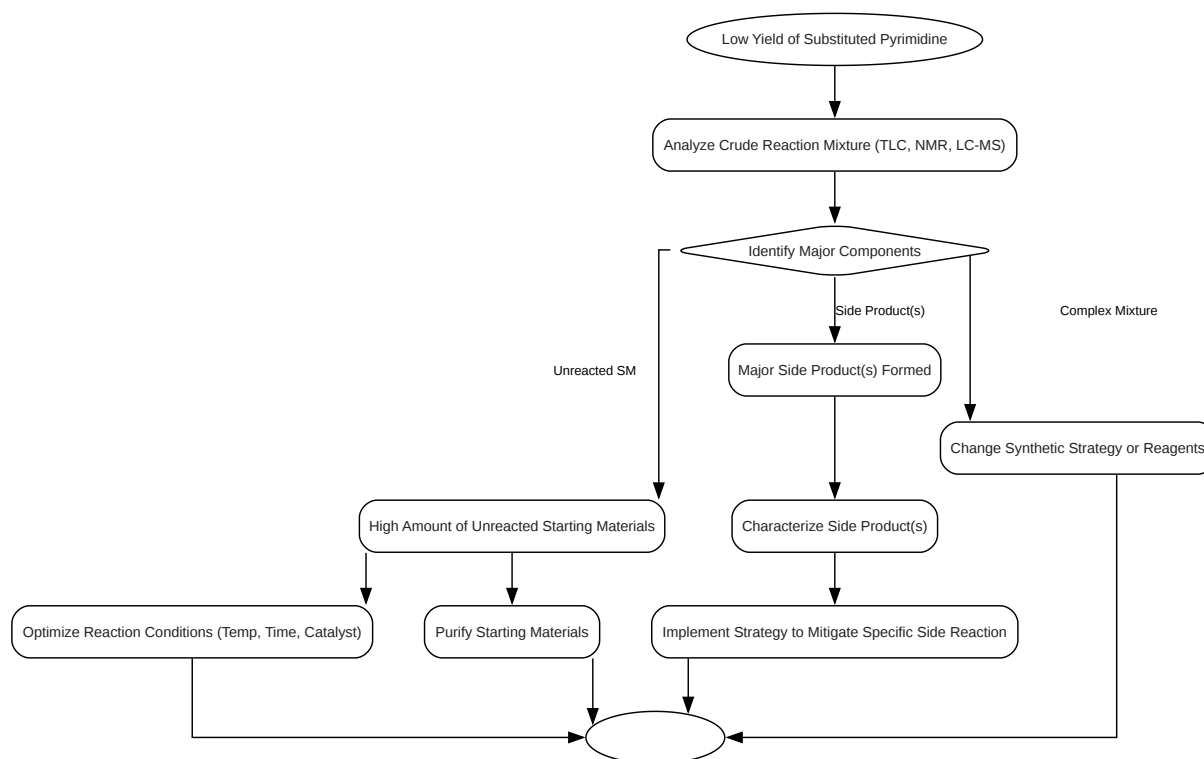 Low Yield of Substituted Pyrimidine
Analyze Crude Reaction Mixture (TLC, NMR, LC-MS)
Identify Major Components
Side Product(s)
Complex Mixture
Unreacted SM
Major Side Product(s) Formed
Change Synthetic Strategy or Reagents
High Amount of Unreacted Starting Materials
Characterize Side Product(s)
Optimize Reaction Conditions (Temp, Time, Catalyst)
Purify Starting Materials
Implement Strategy to Mitigate Specific Side Reaction